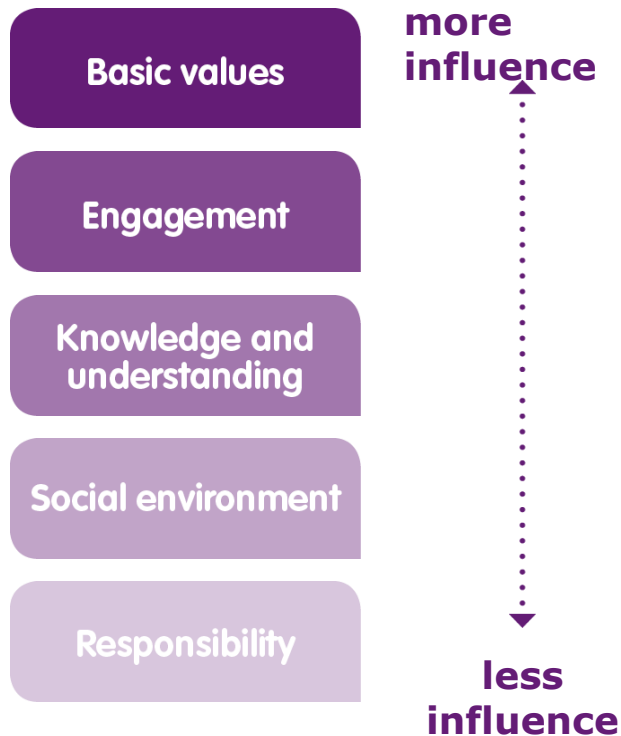 more
influence
Basic values
Engagement
Knowledge and
understanding
Social environment
Responsibility
less
influence